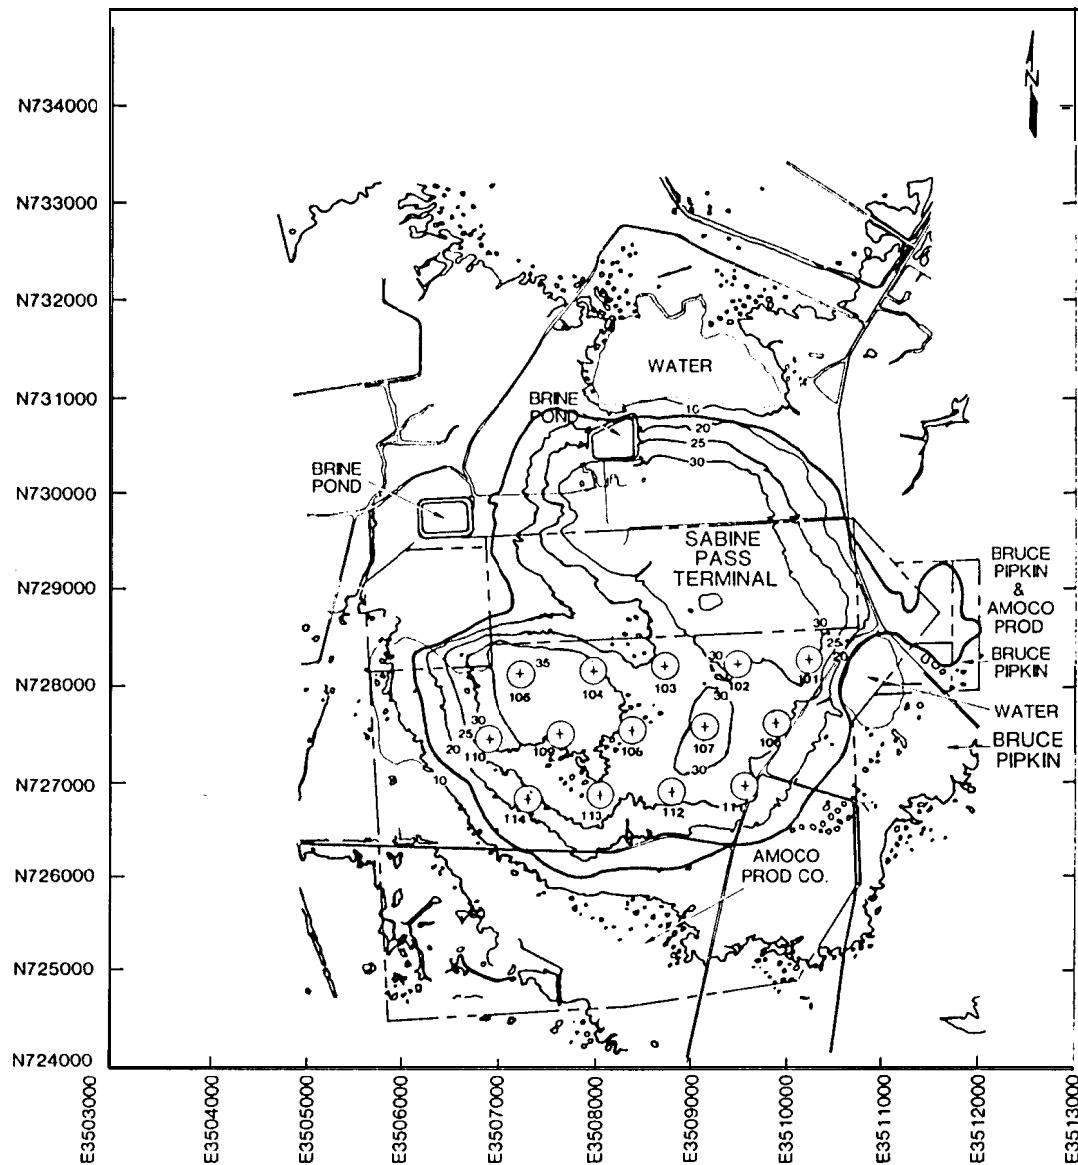 N
N734000
N733000
N732000
N731000
N730000
N729000
N728000
N727000
N726000
N725000
N724000
WATER
BRINE
POND
10
20
25
30
BRINE
POND
SABINE
PASS
TERMINAL
BRUCE
PIPKIN
&
AMOCO
PROD
BRUCE
PIPKIN
WATER
BRUCE
PIPKIN
30
25
20
35
105
104
103
30
102
101
30
30
25
20
110
109
106
107
108
30
10
114
113
112
111
AMOCO
PROD CO.
E3503000
E3504000
E3505000
E3506000
E3507000
E3508000
E3509000
E3510000
E3511000
E3512000
E3513000